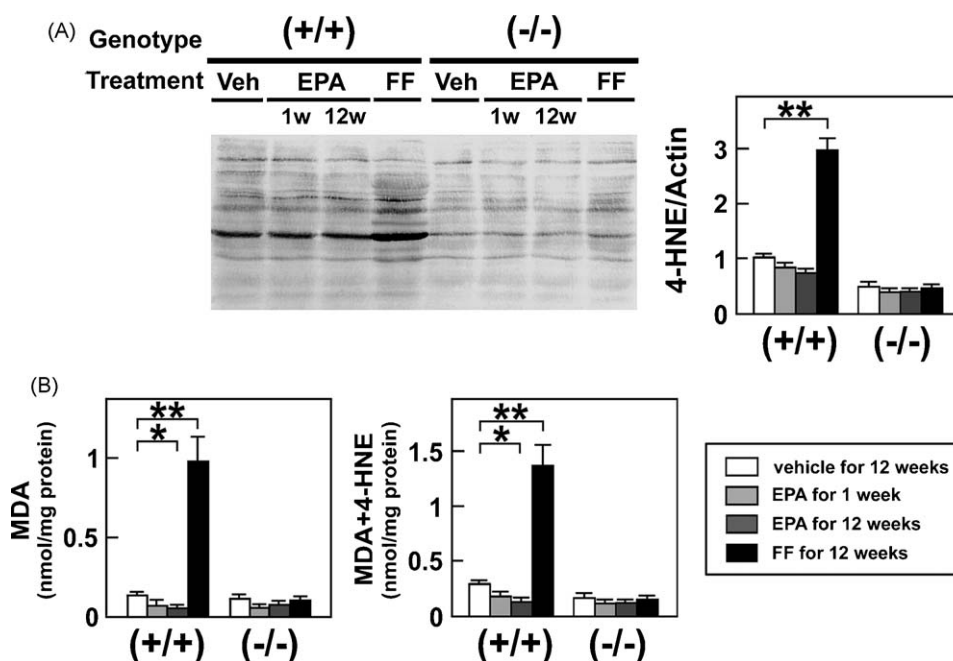 (A) Genotype (+/+) (-/-)
Treatment Veh EPA FF Veh EPA FF
1w 12w 1w 12w
4-HNE/Actin
3
2
1
0
**
(+/+) (-/-)
(B)
MDA
(nmol/mg protein)
1
0.5
0
**
*
(+/+) (-/-)
MDA+4-HNE
(nmol/mg protein)
1.5
1
0.5
0
**
*
(+/+) (-/-)
vehicle for 12 weeks
EPA for 1 week
EPA for 12 weeks
FF for 12 weeks